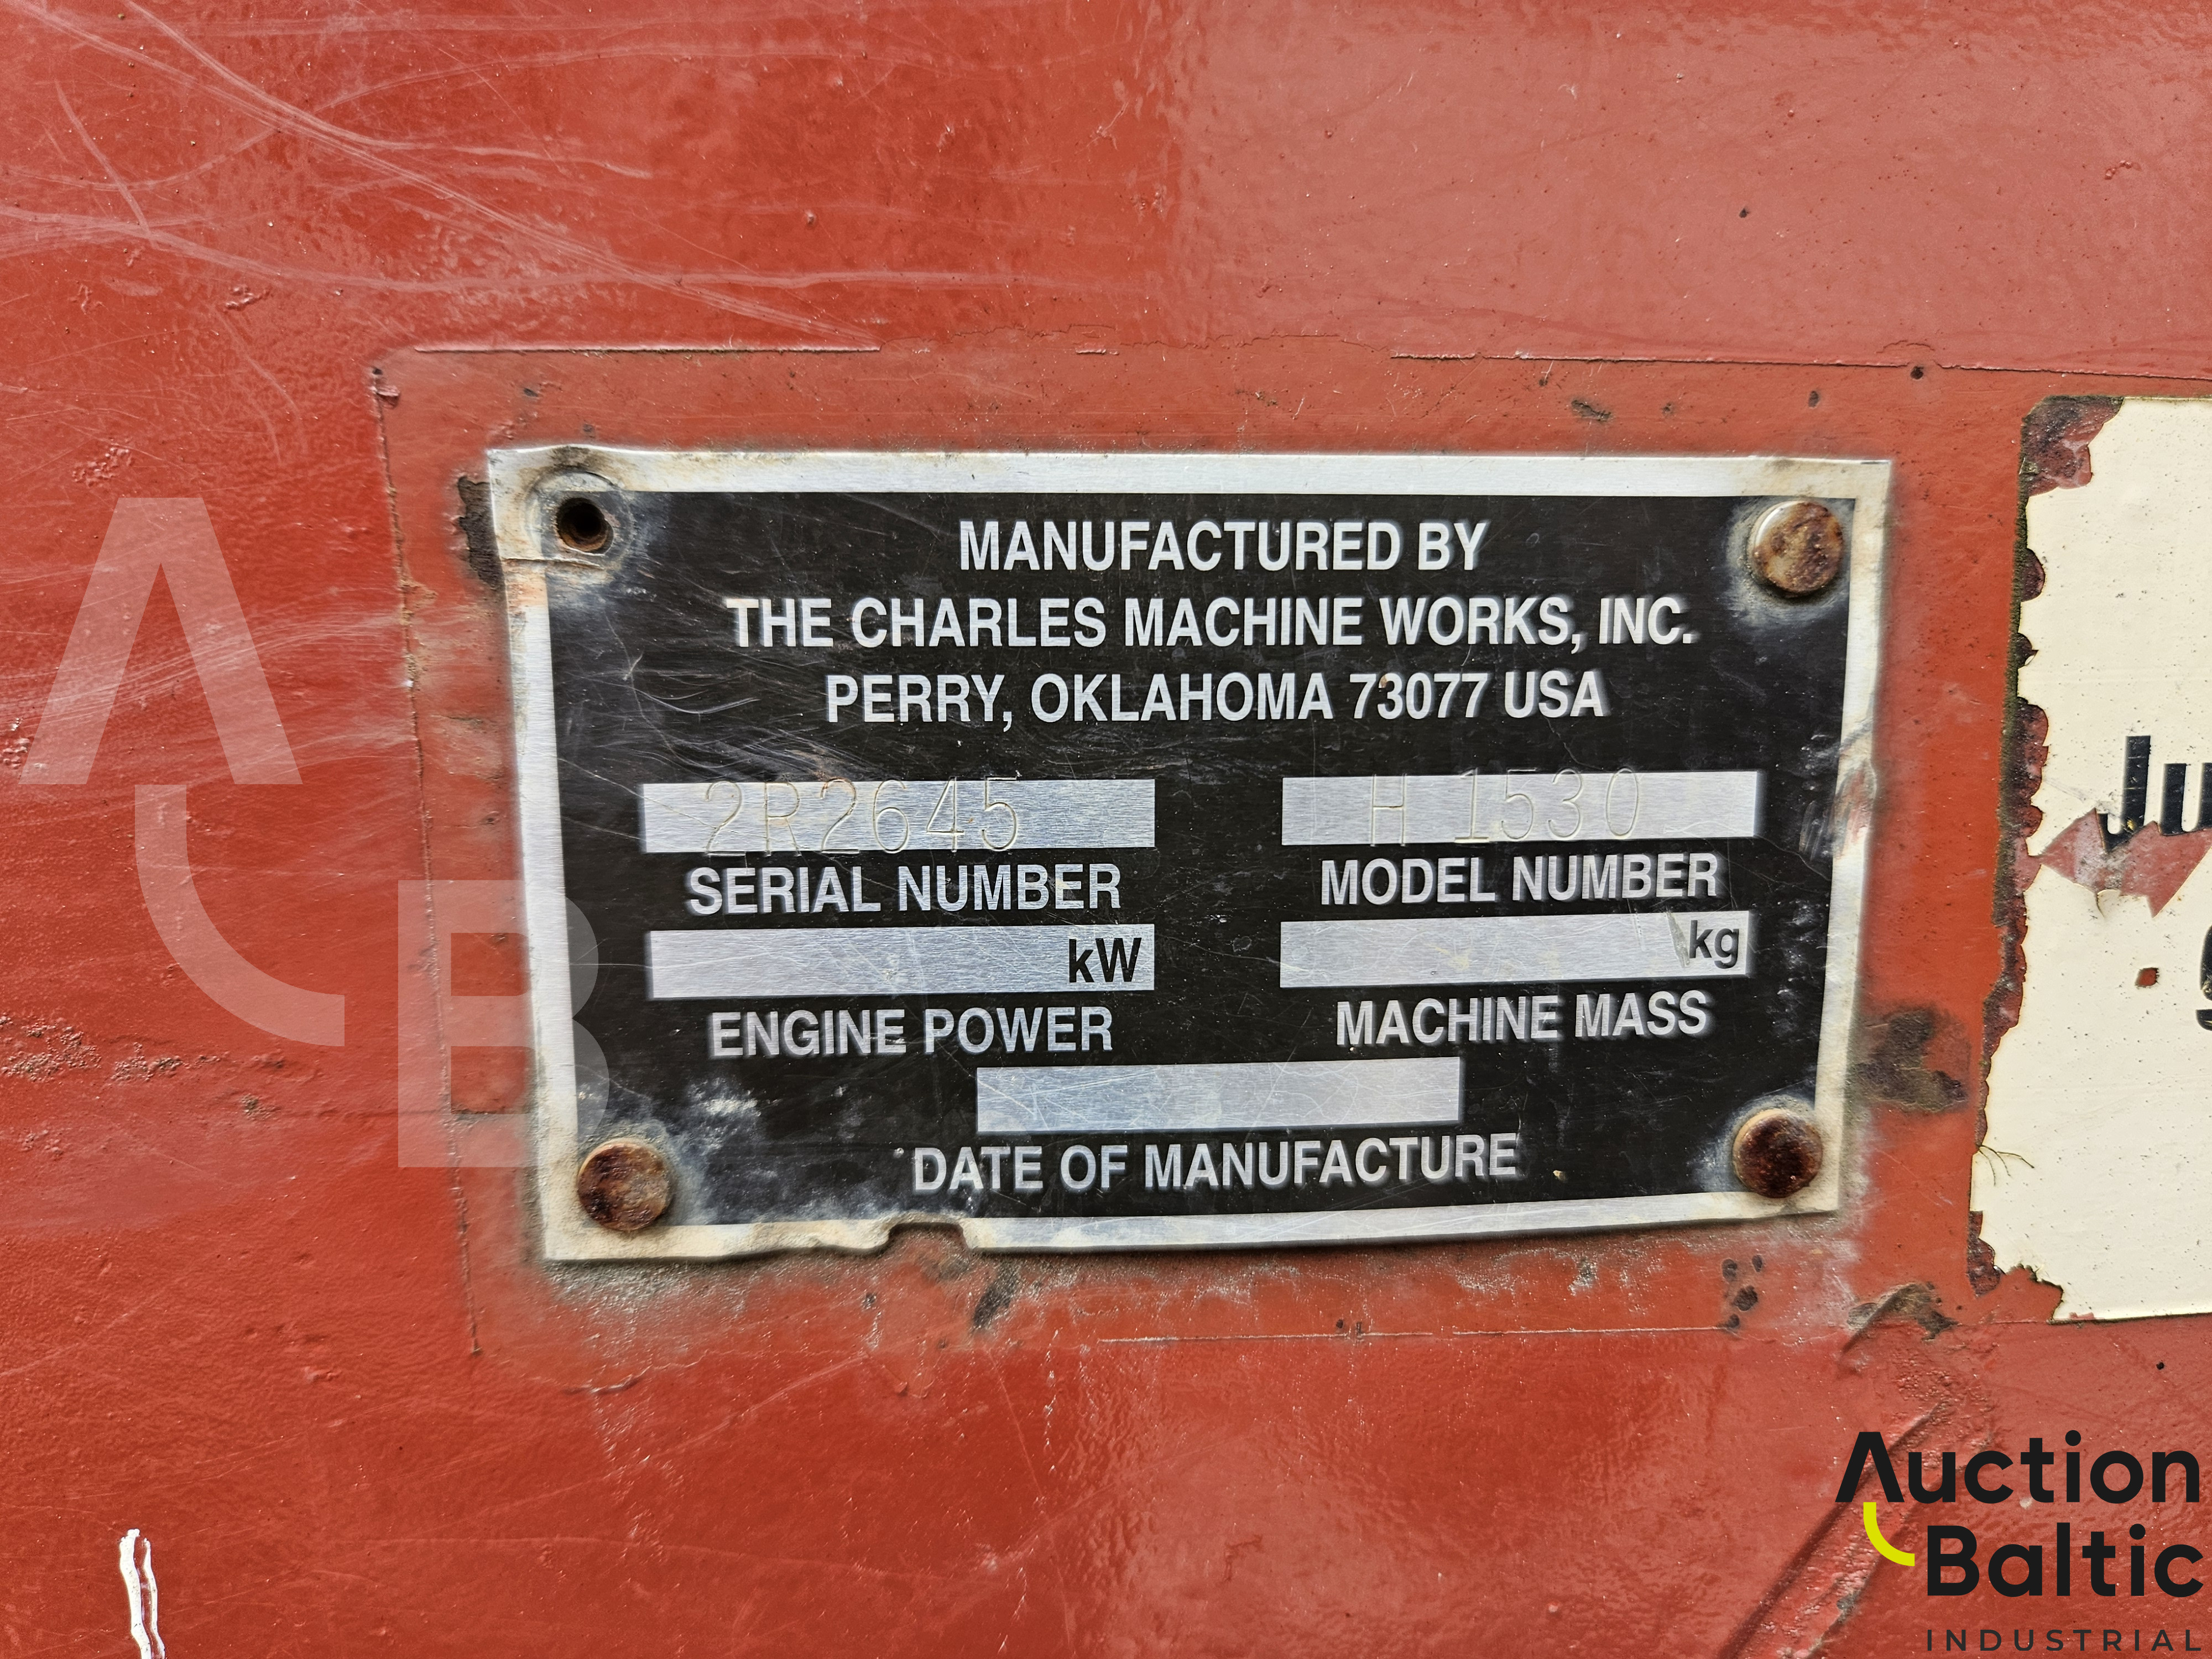 MANUFACTURED BY
THE CHARLES MACHINE WORKS, INC.
PERRY, OKLAHOMA 73077 USA
2R2645 H 1530
SERIAL NUMBER MODEL NUMBER
kW kg
ENGINE POWER MACHINE MASS
DATE OF MANUFACTURE
AB
Auction
Baltic
INDUSTRIAL